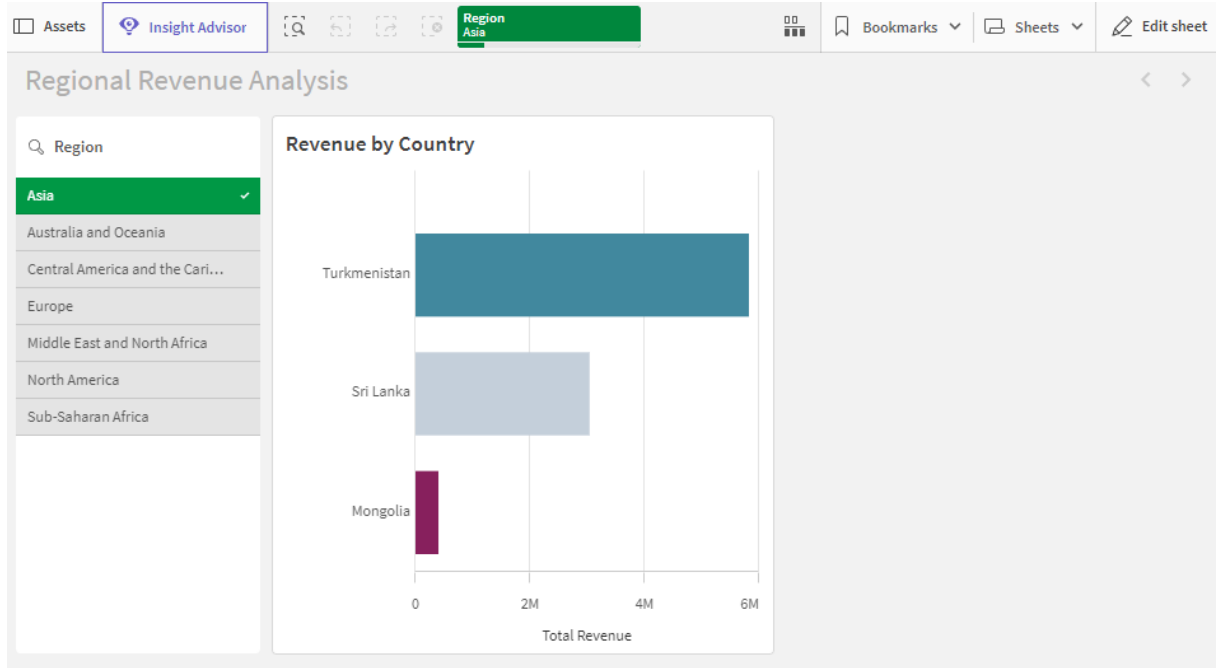 Assets
Insight Advisor
Region
Asia
Bookmarks
Sheets
Edit sheet
Regional Revenue Analysis
Region
Asia
Australia and Oceania
Central America and the Cari...
Europe
Middle East and North Africa
North America
Sub-Saharan Africa
Revenue by Country
Turkmenistan
Sri Lanka
Mongolia
0 2M 4M 6M
Total Revenue